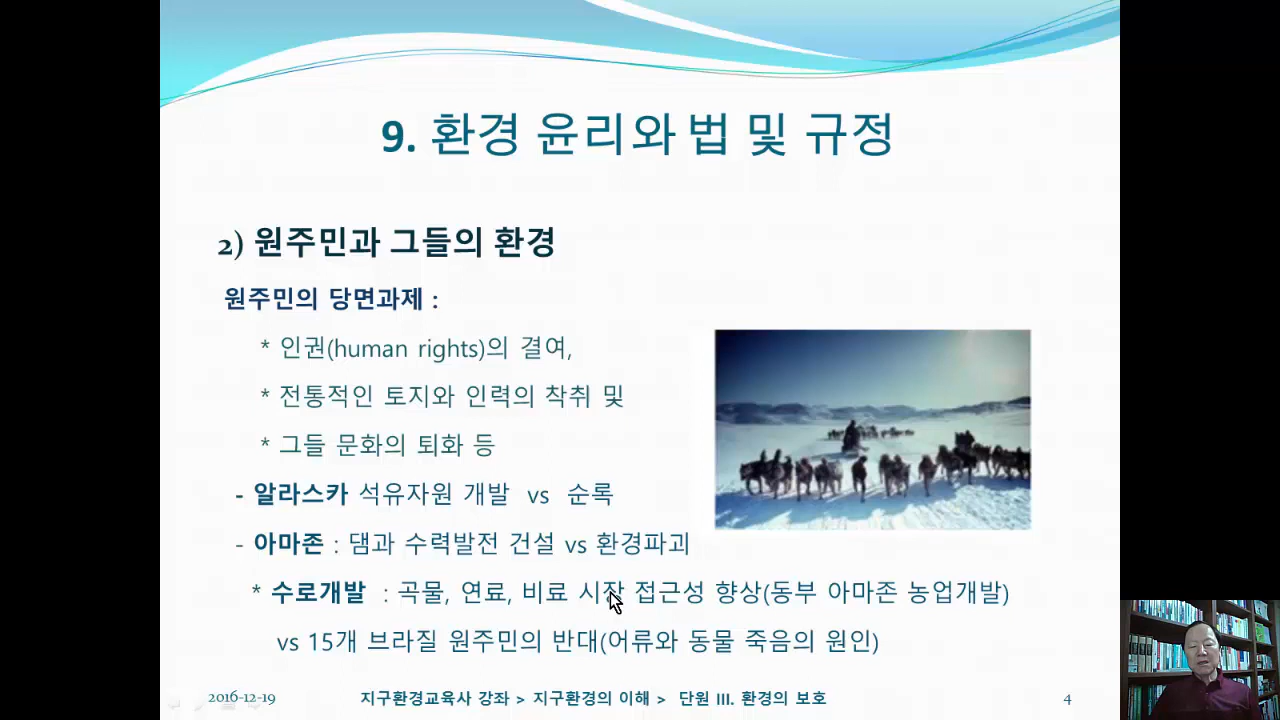 9. 환경 윤리와 법 및 규정
2) 원주민과 그들의 환경
원주민의 당면과제 :
* 인권(human rights)의 결여,
* 전통적인 토지와 인력의 착취 및
* 그들 문화의 퇴화 등
- 알라스카 석유자원 개발 vs 순록
- 아마존 : 댐과 수력발전 건설 vs 환경파괴
* 수로개발 : 곡물, 연료, 비료 시장 접근성 향상(동부 아마존 농업개발)
vs 15개 브라질 원주민의 반대(어류와 동물 죽음의 원인)
2016-12-19 지구환경교육사 강좌 > 지구환경의 이해 > 단원 III. 환경의 보호 4